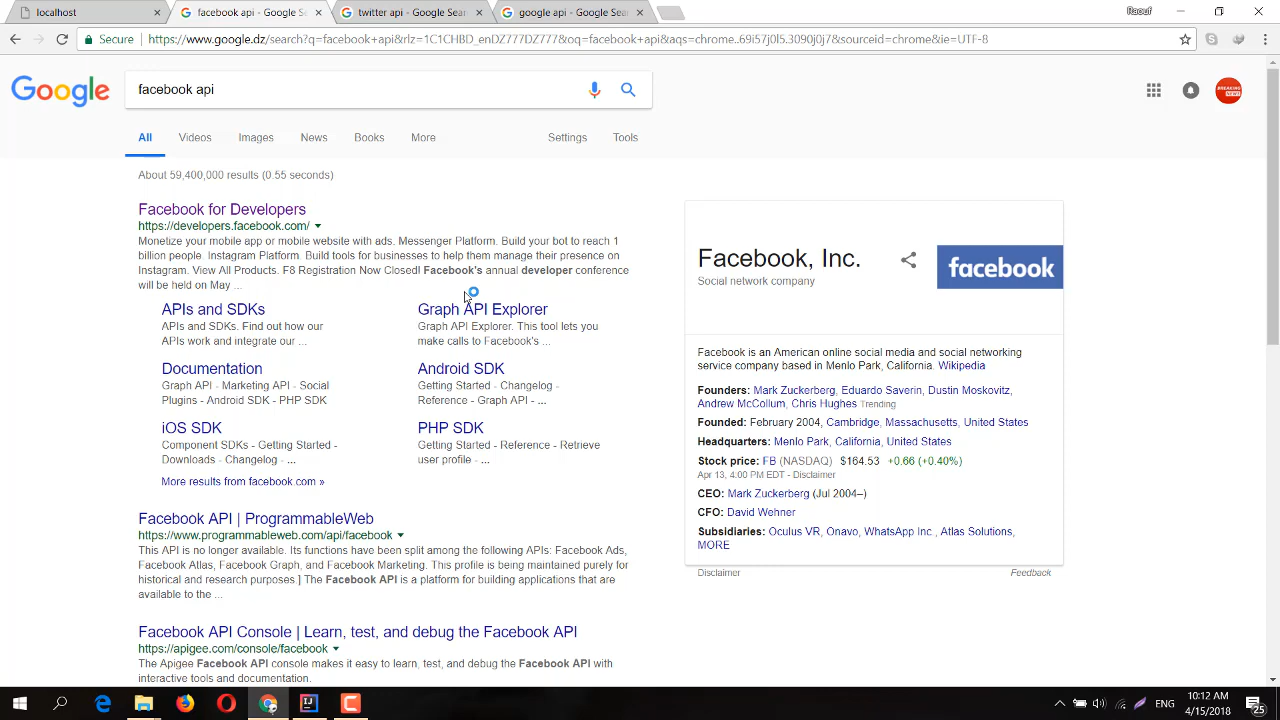 localhost
facebook api - Google Se
twitter api - Google Sear
google api - Google Sear
Raouf
Secure
https://www.google.dz/search?q=facebook+api&rlz=1C1CHBD_enDZ777DZ777&oq=facebook+api&aqs=chrome..69i57j0l5.3090j0j7&sourceid=chrome&ie=UTF-8
Google
facebook api
BREAKING
NEWS
All Videos Images News Books More Settings Tools
About 59,400,000 results (0.55 seconds)
Facebook for Developers
https://developers.facebook.com/
Monetize your mobile app or mobile website with ads. Messenger Platform. Build your bot to reach 1
billion people. Instagram Platform. Build tools for businesses to help them manage their presence on
Instagram. View All Products. F8 Registration Now Closed! Facebook's annual developer conference
will be held on May ...
APIs and SDKs
APIs and SDKs. Find out how our
APIs work and integrate our ...
Graph API Explorer
Graph API Explorer. This tool lets you
make calls to Facebook's ...
Documentation
Graph API - Marketing API - Social
Plugins - Android SDK - PHP SDK
Android SDK
Getting Started - Changelog -
Reference - Graph API - ...
iOS SDK
Component SDKs - Getting Started -
Downloads - Changelog - ...
PHP SDK
Getting Started - Reference - Retrieve
user profile - ...
More results from facebook.com »
Facebook API | ProgrammableWeb
https://www.programmableweb.com/api/facebook
This API is no longer available. Its functions have been split among the following APIs: Facebook Ads,
Facebook Atlas, Facebook Graph, and Facebook Marketing. This profile is being maintained purely for
historical and research purposes ] The Facebook API is a platform for building applications that are
available to the ...
Facebook API Console | Learn, test, and debug the Facebook API
https://apigee.com/console/facebook
The Apigee Facebook API console makes it easy to learn, test, and debug the Facebook API with
interactive tools and documentation.
Facebook, Inc.
Social network company
facebook
Facebook is an American online social media and social networking
service company based in Menlo Park, California. Wikipedia
Founders: Mark Zuckerberg, Eduardo Saverin, Dustin Moskovitz,
Andrew McCollum, Chris Hughes Trending
Founded: February 2004, Cambridge, Massachusetts, United States
Headquarters: Menlo Park, California, United States
Stock price: FB (NASDAQ) $164.53 +0.66 (+0.40%)
Apr 13, 4:00 PM EDT - Disclaimer
CEO: Mark Zuckerberg (Jul 2004–)
CFO: David Wehner
Subsidiaries: Oculus VR, Onavo, WhatsApp Inc., Atlas Solutions,
MORE
Disclaimer
Feedback
ENG
10:12 AM
4/15/2018
25